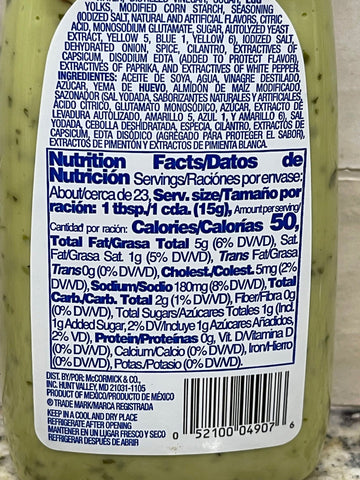 YOLKS, MODIFIED CORN STARCH, SEASONING
(IODIZED SALT, NATURAL AND ARTIFICIAL FLAVORS, CITRIC
ACID, MONOSODIUM GLUTAMATE, SUGAR, AUTOLYZED YEAST
EXTRACT, YELLOW 5, BLUE 1, YELLOW 6), IODIZED SALT,
DEHYDRATED ONION, SPICE, CILANTRO, EXTRACTIVES OF
CAPSICUM, DISODIUM EDTA (ADDED TO PROTECT FLAVOR),
EXTRACTIVES OF PAPRIKA, AND EXTRACTIVES OF WHITE PEPPER.
INGREDIENTES: ACEITE DE SOYA, AGUA, VINAGRE DESTILADO,
AZÚCAR, YEMA DE HUEVO, ALMIDÓN DE MAÍZ MODIFICADO,
SAZONADOR (SAL YODADA, SABORIZANTES NATURALES Y ARTIFICIALES,
ÁCIDO CÍTRICO, GLUTAMATO MONOSÓDICO, AZÚCAR, EXTRACTO DE
LEVADURA AUTOLIZADO, AMARILLO 5, AZUL 1, Y AMARILLO 6), SAL
YODADA, CEBOLLA DESHIDRATADA, ESPECIA, CILANTRO, EXTRACTOS DE
CAPSICUM, EDTA DISÓDICO (AGREGADO PARA PROTEGER EL SABOR),
EXTRACTOS DE PIMENTÓN Y EXTRACTOS DE PIMIENTA BLANCA.
Nutrition Facts/Datos de
Nutrición Servings/Raciónes por envase:
About/cerca de 23, Serv. size/Tamaño por
ración: 1 tbsp./1 cda. (15g), Amount per serving/
Cantidad por ración: Calories/Calorías 50,
Total Fat/Grasa Total 5g (6% DV/VD), Sat.
Fat/Grasa Sat. 1g (5% DV/VD), Trans Fat/Grasa
Trans 0g (0% DV/VD), Cholest./Colest. 5mg (2%
DV/VD), Sodium/Sodio 180mg (8% DV/VD), Total
Carb./Carb. Total 2g (1% DV/VD), Fiber/Fibra 0g
(0% DV/VD), Total Sugars/Azúcares Totales 1g (Incl.
1g Added Sugar, 2% DV/Incluye 1g Azúcares Añadidos,
2% VD), Protein/Proteínas 0g, Vit. D/Vitamina D
(0% DV/VD), Calcium/Calcio (0% DV/VD), Iron/Hierro
(0% DV/VD), Potas./Potasio (0% DV/VD).
DIST. BY/POR: McCORMICK & CO.,
INC. HUNT VALLEY, MD 21031-1105
PRODUCT OF MEXICO/PRODUCTO DE MÉXICO
® TRADE MARK/MARCA REGISTRADA
KEEP IN A COOL AND DRY PLACE
REFRIGERATE AFTER OPENING
MANTENER EN UN LUGAR FRESCO Y SECO
REFRIGERAR DESPUÉS DE ABRIR
0 52100 04907 6